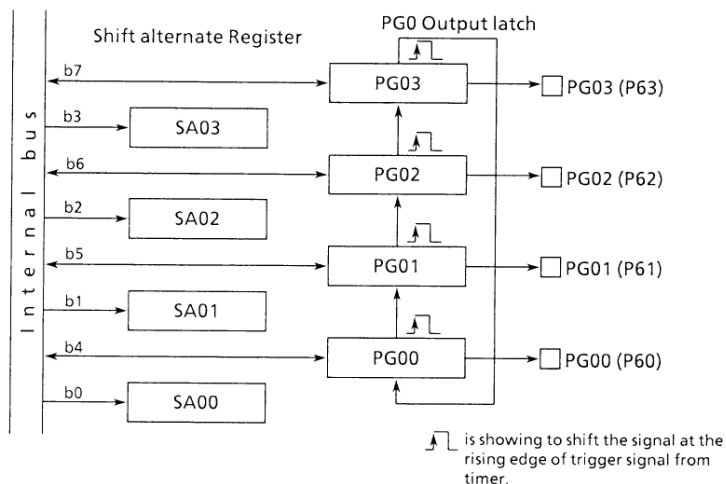 Shift alternate Register
PG0 Output latch
b7
PG03
PG03 (P63)
b3
SA03
b6
PG02
PG02 (P62)
b2
SA02
b5
PG01
PG01 (P61)
b1
SA01
b4
PG00
PG00 (P60)
b0
SA00
Internal bus
is showing to shift the signal at the
rising edge of trigger signal from
timer.